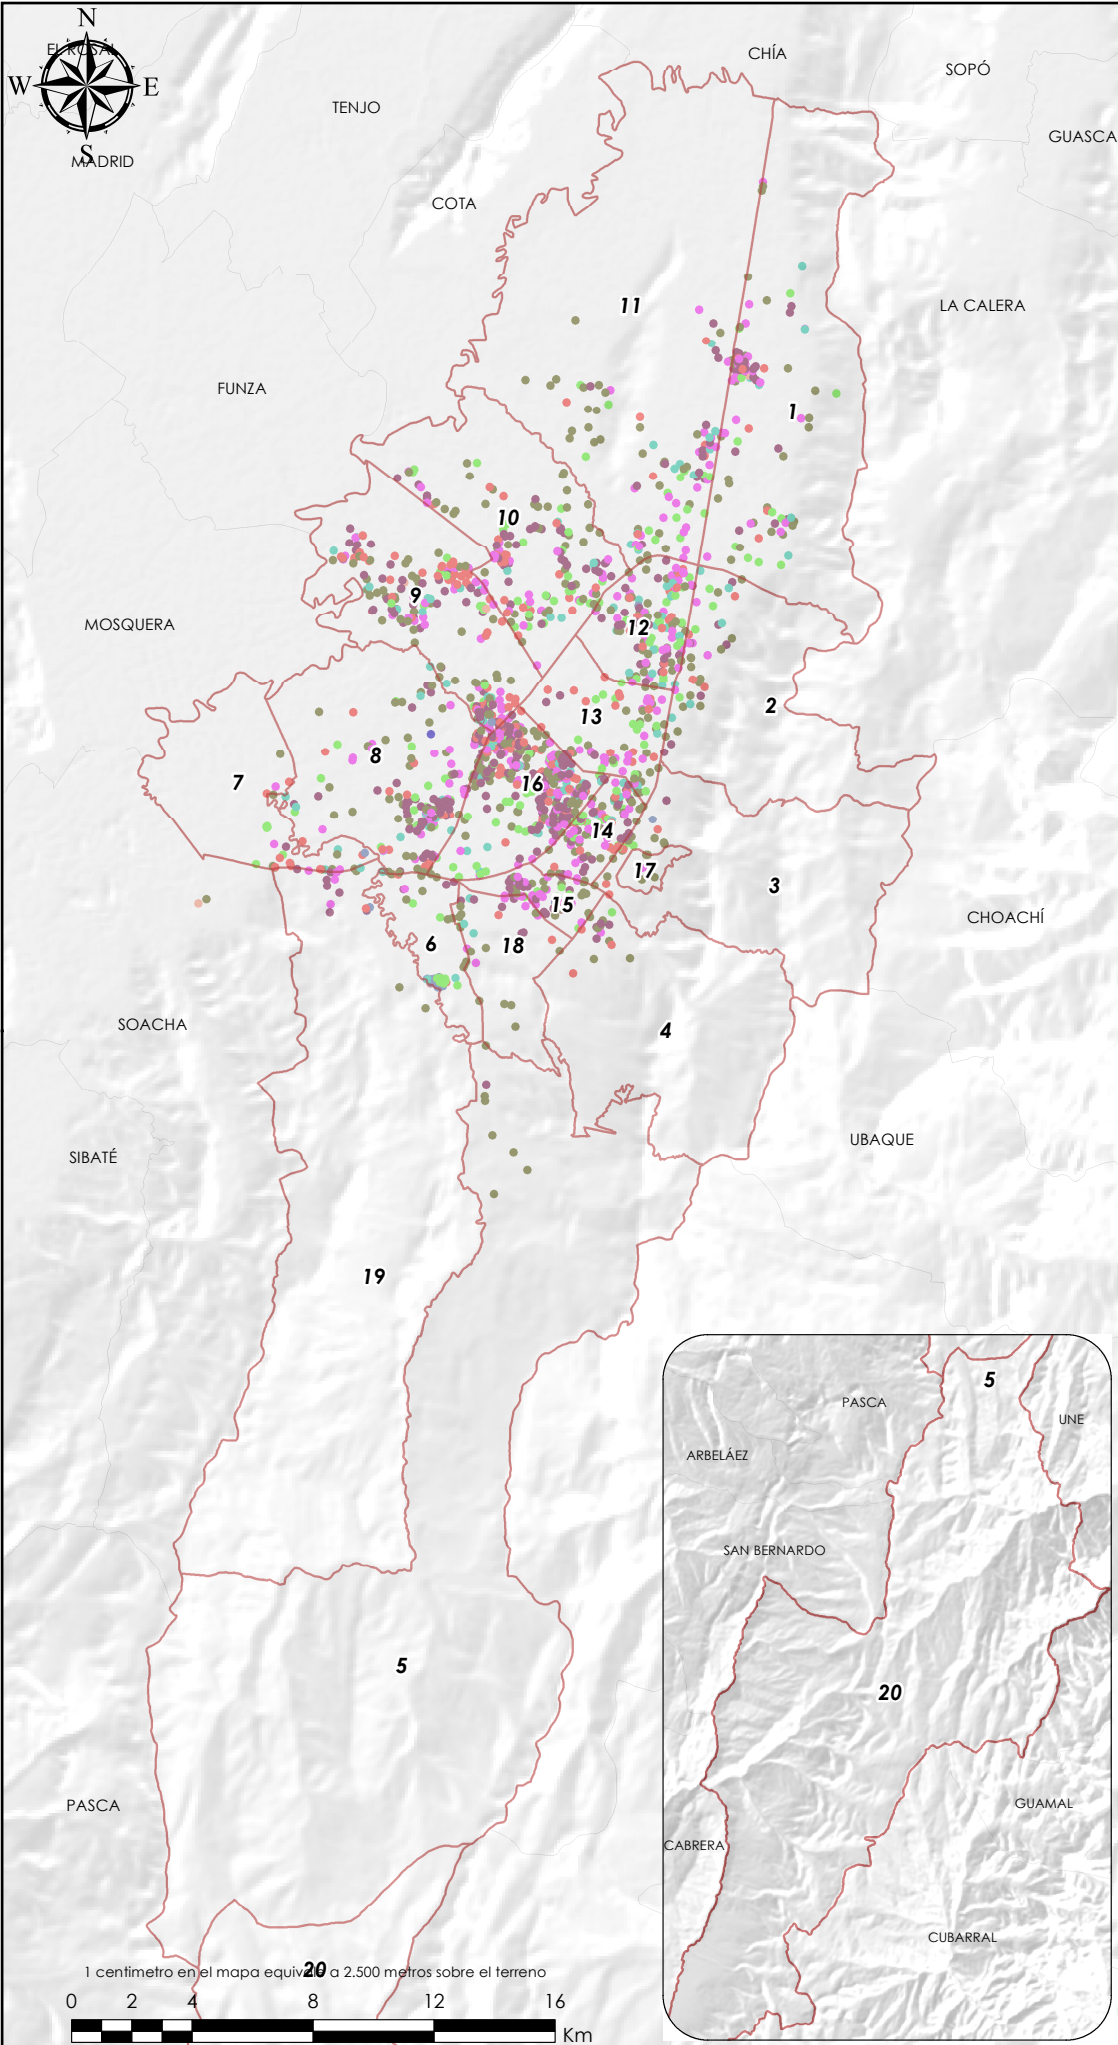 N
EL ROSAL
W
E
S
MADRID
CHÍA
SOPÓ
TENJO
GUASCA
COTA
11
LA CALERA
FUNZA
1
10
9
MOSQUERA
12
2
13
8
7
16
14
17
3
15
CHOACHÍ
6
18
SOACHA
4
UBAQUE
SIBATÉ
19
5
PASCA
UNE
ARBELÁEZ
SAN BERNARDO
5
20
PASCA
GUAMAL
CABRERA
CUBARRAL
20
1 centimetro en el mapa equivale a 2.500 metros sobre el terreno
0 2 4 8 12 16
Km